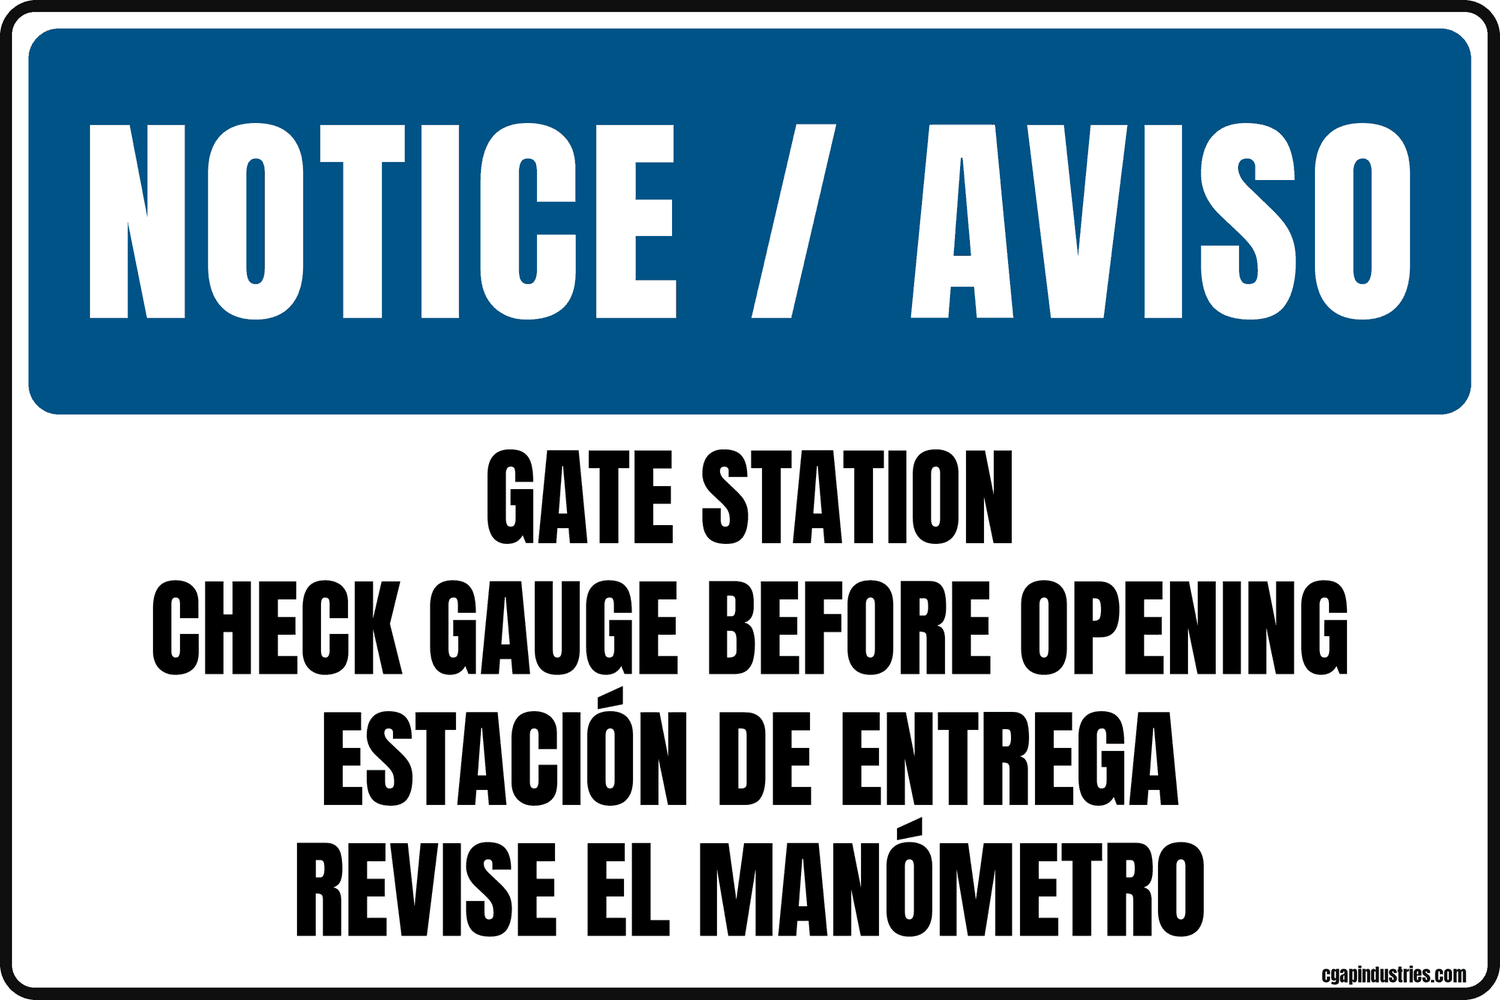 NOTICE / AVISO
GATE STATION
CHECK GAUGE BEFORE OPENING
ESTACIÓN DE ENTREGA
REVISE EL MANÓMETRO
cgapindustries.com